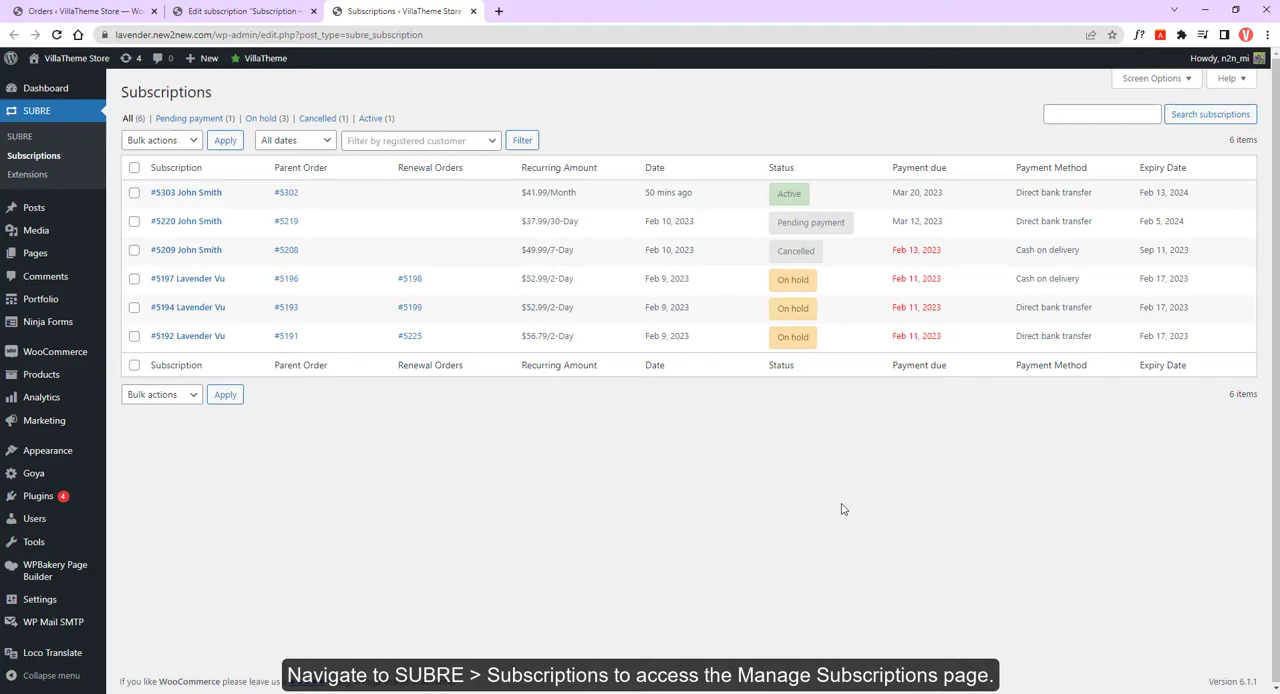 Orders ‹ VillaTheme Store — Wo
Edit subscription "Subscription –
Subscriptions ‹ VillaTheme Store
lavender.new2new.com/wp-admin/edit.php?post_type=subre_subscription
VillaTheme Store 4 0 New VillaTheme
Howdy, n2n_mi
Screen Options Help
Dashboard
SUBRE
SUBRE
Subscriptions
Extensions
Posts
Media
Pages
Comments
Portfolio
Ninja Forms
WooCommerce
Products
Analytics
Marketing
Appearance
Goya
Plugins 4
Users
Tools
WPBakery Page
Builder
Settings
WP Mail SMTP
Loco Translate
Collapse menu
Subscriptions
All (6) | Pending payment (1) | On hold (3) | Cancelled (1) | Active (1)
Search subscriptions
Bulk actions Apply All dates Filter by registered customer Filter
6 items
Subscription Parent Order Renewal Orders Recurring Amount Date Status Payment due Payment Method Expiry Date
#5303 John Smith #5302 $41.99/Month 50 mins ago Active Mar 20, 2023 Direct bank transfer Feb 13, 2024
#5220 John Smith #5219 $37.99/30-Day Feb 10, 2023 Pending payment Mar 12, 2023 Direct bank transfer Feb 5, 2024
#5209 John Smith #5208 $49.99/7-Day Feb 10, 2023 Cancelled Feb 13, 2023 Cash on delivery Sep 11, 2023
#5197 Lavender Vu #5196 #5198 $52.99/2-Day Feb 9, 2023 On hold Feb 11, 2023 Cash on delivery Feb 17, 2023
#5194 Lavender Vu #5193 #5199 $52.99/2-Day Feb 9, 2023 On hold Feb 11, 2023 Direct bank transfer Feb 17, 2023
#5192 Lavender Vu #5191 #5225 $56.79/2-Day Feb 9, 2023 On hold Feb 11, 2023 Direct bank transfer Feb 17, 2023
Subscription Parent Order Renewal Orders Recurring Amount Date Status Payment due Payment Method Expiry Date
Bulk actions Apply
6 items
If you like WooCommerce please leave us
Version 6.1.1
Navigate to SUBRE > Subscriptions to access the Manage Subscriptions page.